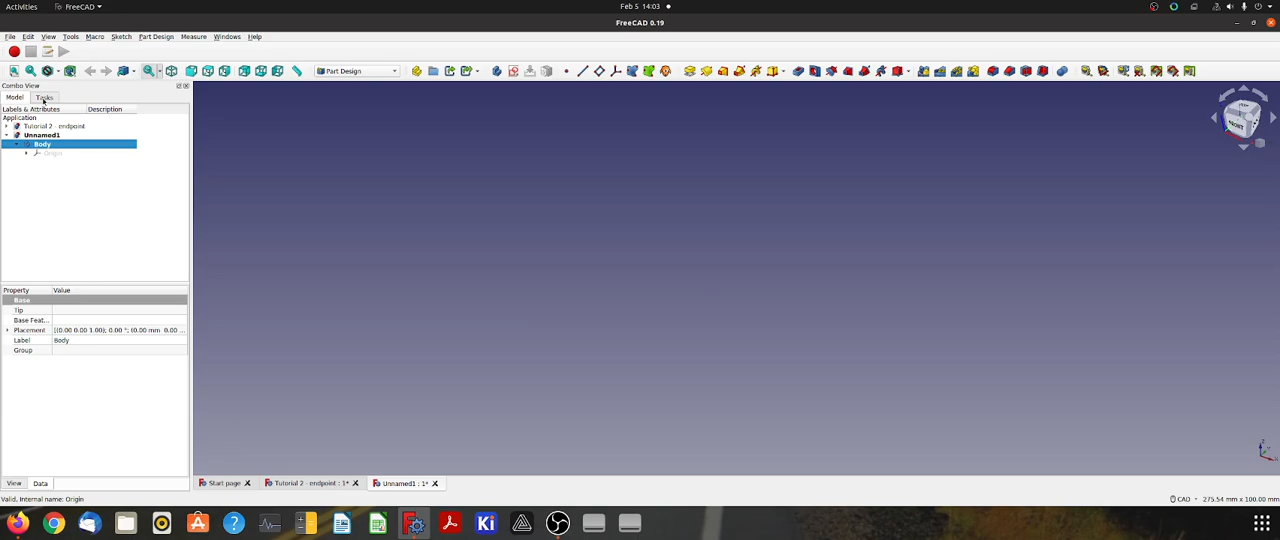 Activities FreeCAD Feb 5 14:03
FreeCAD 0.19
File Edit View Tools Macro Sketch Part Design Measure Windows Help
Part Design
Combo View
Model Tasks
Labels & Attributes Description
Application
Tutorial 2 - endpoint
Unnamed1
Body
Origin
FRONT
Property Value
Base
Tip
Base Feat...
Placement [(0.00 0.00 1.00); 0.00 °; (0.00 mm 0.00 ...
Label Body
Group
View Data
Start page Tutorial 2 - endpoint : 1* Unnamed1 : 1*
Valid, Internal name: Origin
CAD 275.54 mm x 100.00 mm
Ki